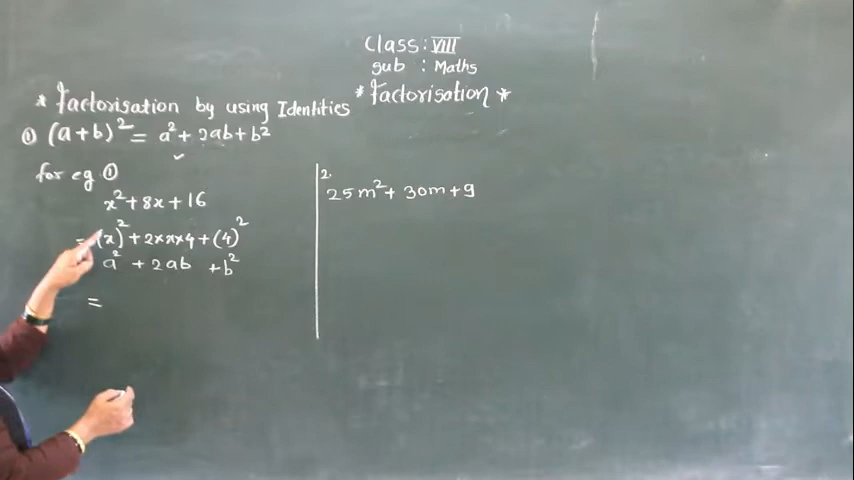 Class: VIII
sub : Maths
* Factorisation *
* Factorisation by using Identities
① (a+b)² = a² + 2ab + b²
for eg ①
x² + 8x + 16
= (x)² + 2×x×4 + (4)²
a² + 2ab + b²
=
2.
25m² + 30m + 9